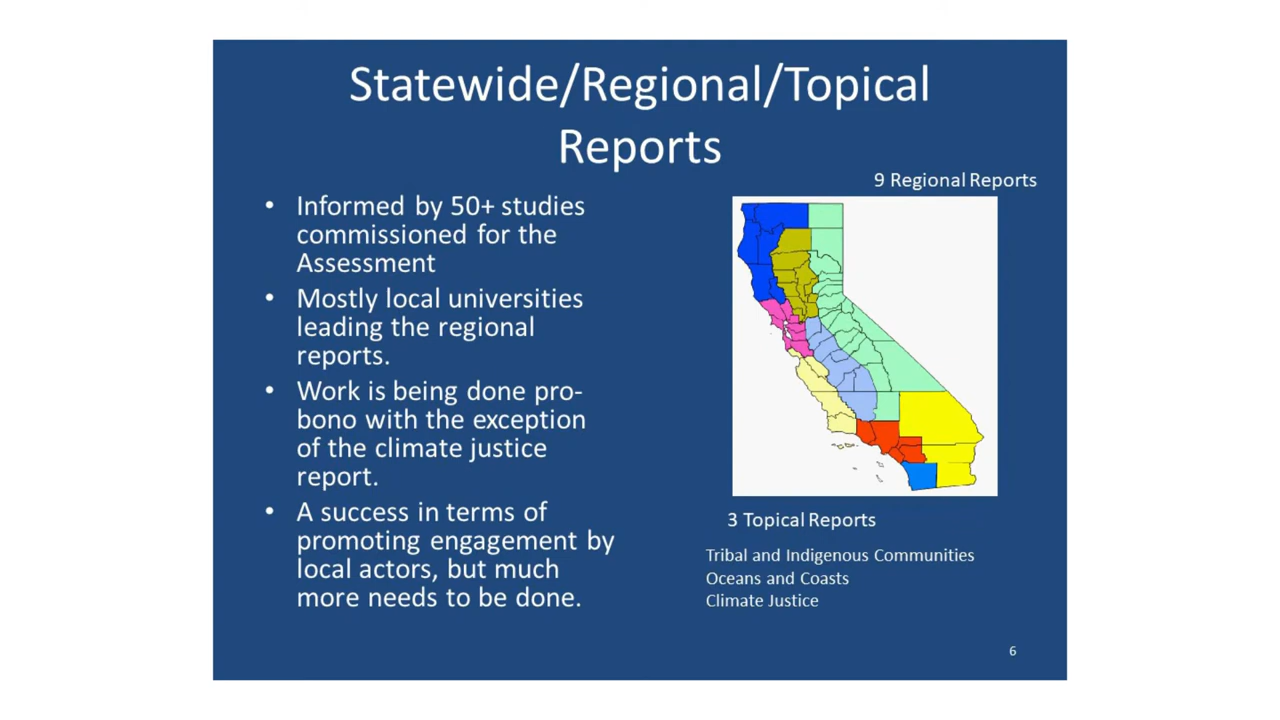 Statewide/Regional/Topical
Reports
• Informed by 50+ studies
commissioned for the
Assessment
• Mostly local universities
leading the regional
reports.
• Work is being done pro-
bono with the exception
of the climate justice
report.
• A success in terms of
promoting engagement by
local actors, but much
more needs to be done.
9 Regional Reports
3 Topical Reports
Tribal and Indigenous Communities
Oceans and Coasts
Climate Justice
6